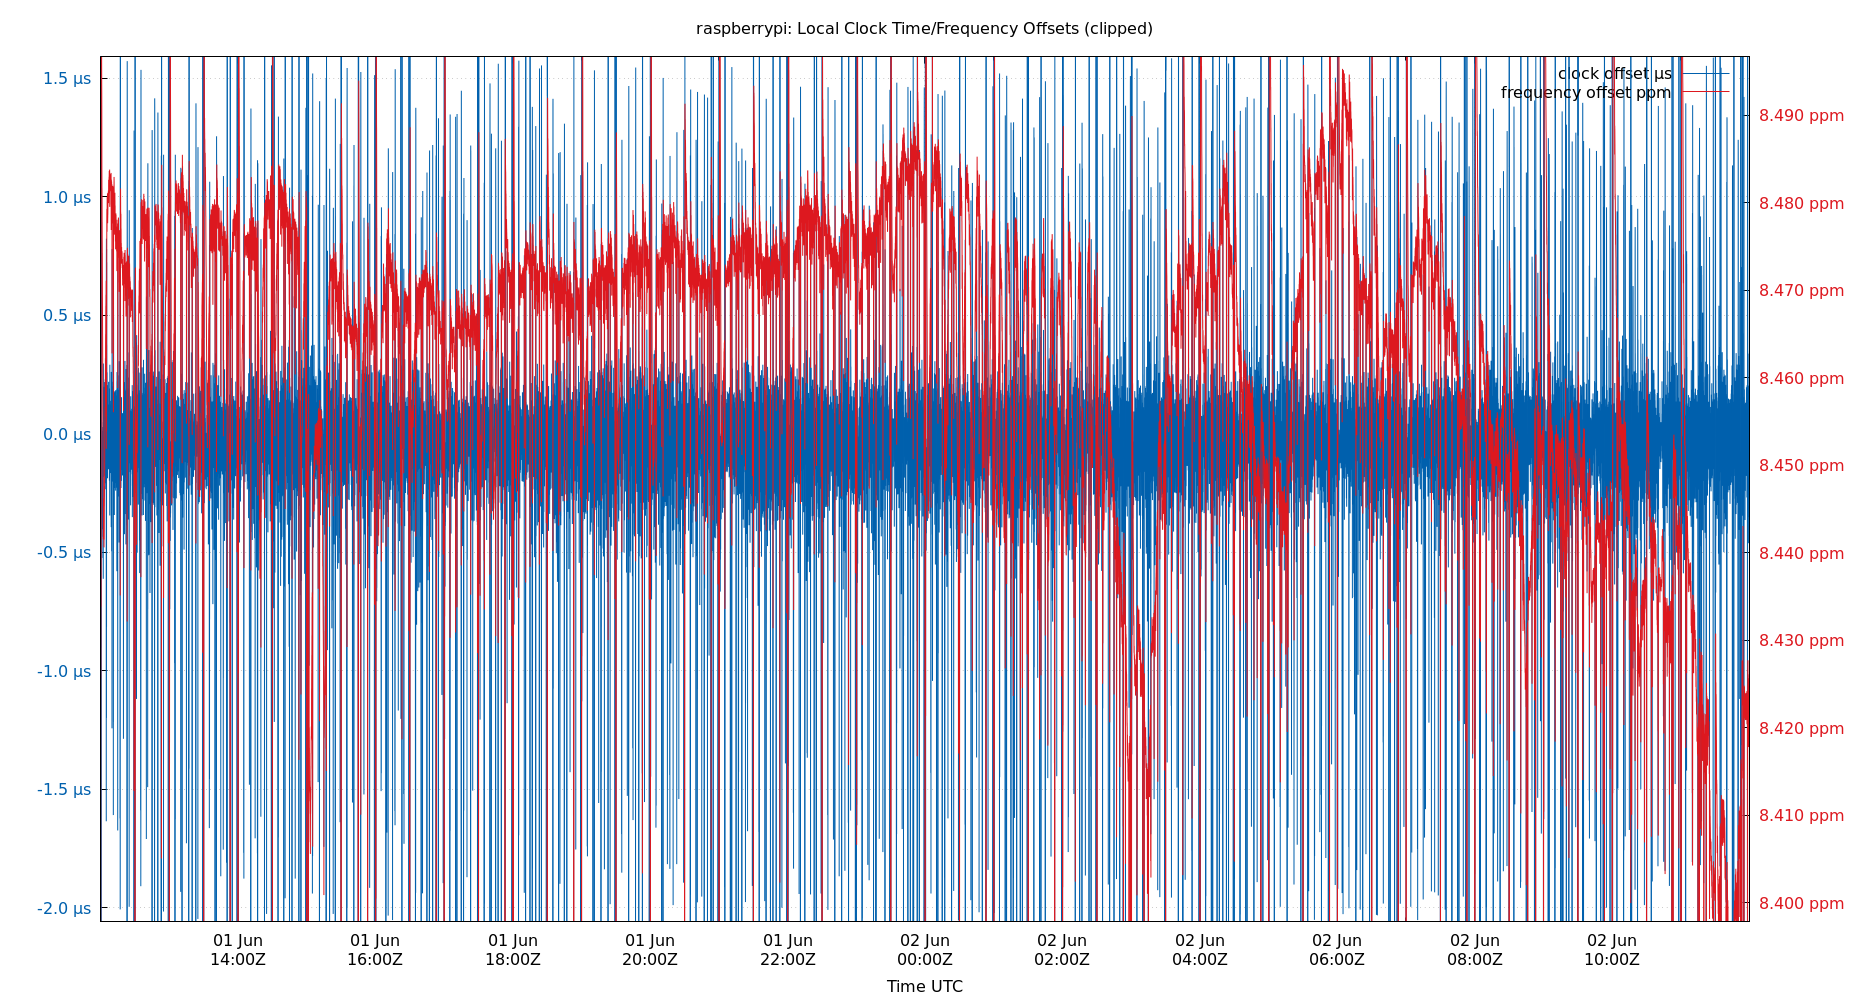 raspberrypi: Local Clock Time/Frequency Offsets (clipped)
clock offset µs
frequency offset ppm
1.5 µs
1.0 µs
0.5 µs
0.0 µs
-0.5 µs
-1.0 µs
-1.5 µs
-2.0 µs
8.490 ppm
8.480 ppm
8.470 ppm
8.460 ppm
8.450 ppm
8.440 ppm
8.430 ppm
8.420 ppm
8.410 ppm
8.400 ppm
01 Jun 01 Jun 01 Jun 01 Jun 01 Jun 02 Jun 02 Jun 02 Jun 02 Jun 02 Jun 02 Jun
14:00Z 16:00Z 18:00Z 20:00Z 22:00Z 00:00Z 02:00Z 04:00Z 06:00Z 08:00Z 10:00Z
Time UTC